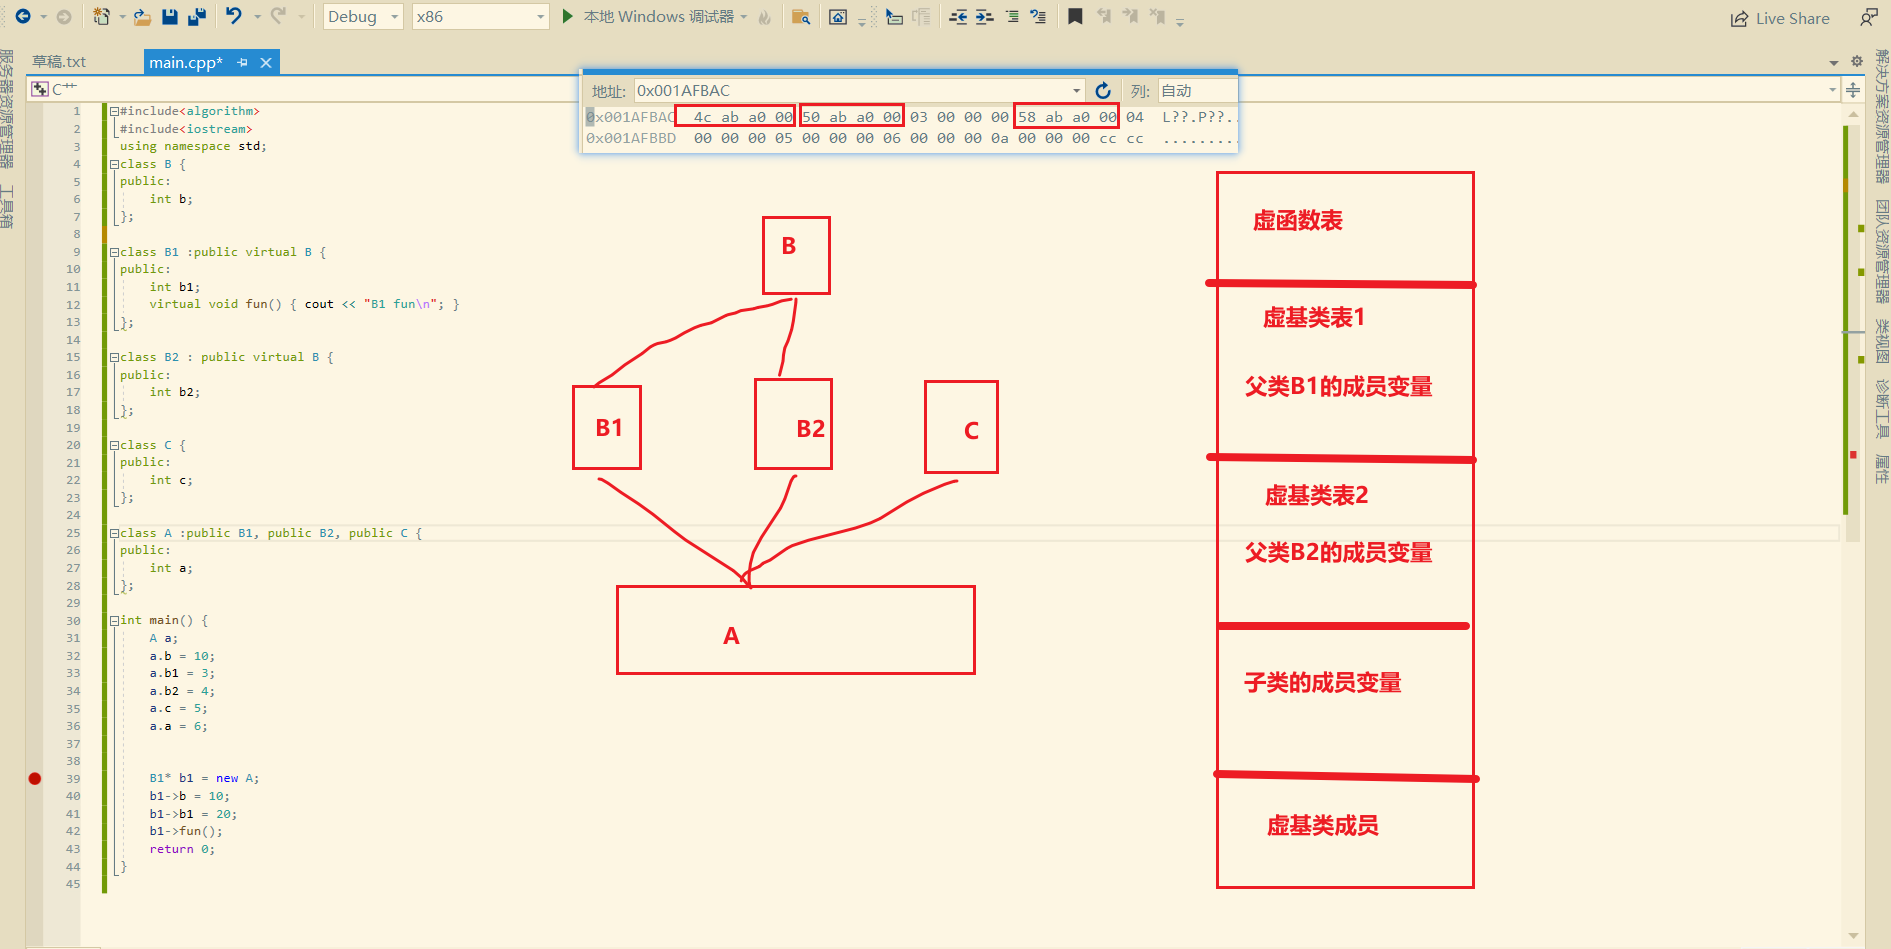 Debug
x86
本地 Windows 调试器
Live Share
草稿.txt
main.cpp*
C++
地址: 0x001AFBAC
列: 自动
0x001AFBAC 4c ab a0 00 50 ab a0 00 03 00 00 00 58 ab a0 00 04 L??.P??..
0x001AFBBD 00 00 00 05 00 00 00 06 00 00 00 0a 00 00 00 cc cc .........
服务器资源管理器
工具箱
解决方案资源管理器
团队资源管理器
类视图
诊断工具
属性
1 #include<algorithm>
2 #include<iostream>
3 using namespace std;
4 class B {
5 public:
6 int b;
7 };
8
9 class B1 :public virtual B {
10 public:
11 int b1;
12 virtual void fun() { cout << "B1 fun\n"; }
13 };
14
15 class B2 : public virtual B {
16 public:
17 int b2;
18 };
19
20 class C {
21 public:
22 int c;
23 };
24
25 class A :public B1, public B2, public C {
26 public:
27 int a;
28 };
29
30 int main() {
31 A a;
32 a.b = 10;
33 a.b1 = 3;
34 a.b2 = 4;
35 a.c = 5;
36 a.a = 6;
37
38
39 B1* b1 = new A;
40 b1->b = 10;
41 b1->b1 = 20;
42 b1->fun();
43 return 0;
44 }
45
B
B1
B2
C
A
虚函数表
虚基类表1
父类B1的成员变量
虚基类表2
父类B2的成员变量
子类的成员变量
虚基类成员